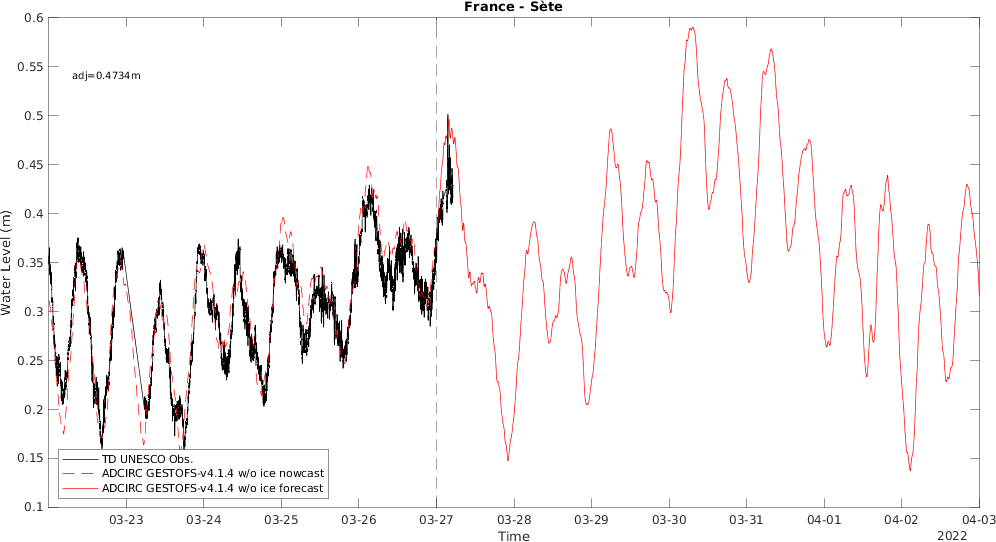 France - Sète
0.6
0.55
0.5
0.45
0.4
0.35
0.3
0.25
0.2
0.15
0.1
Water Level (m)
adj=0.4734m
TD UNESCO Obs.
ADCIRC GESTOFS-v4.1.4 w/o ice nowcast
ADCIRC GESTOFS-v4.1.4 w/o ice forecast
03-23 03-24 03-25 03-26 03-27 03-28 03-29 03-30 03-31 04-01 04-02 04-03
Time
2022